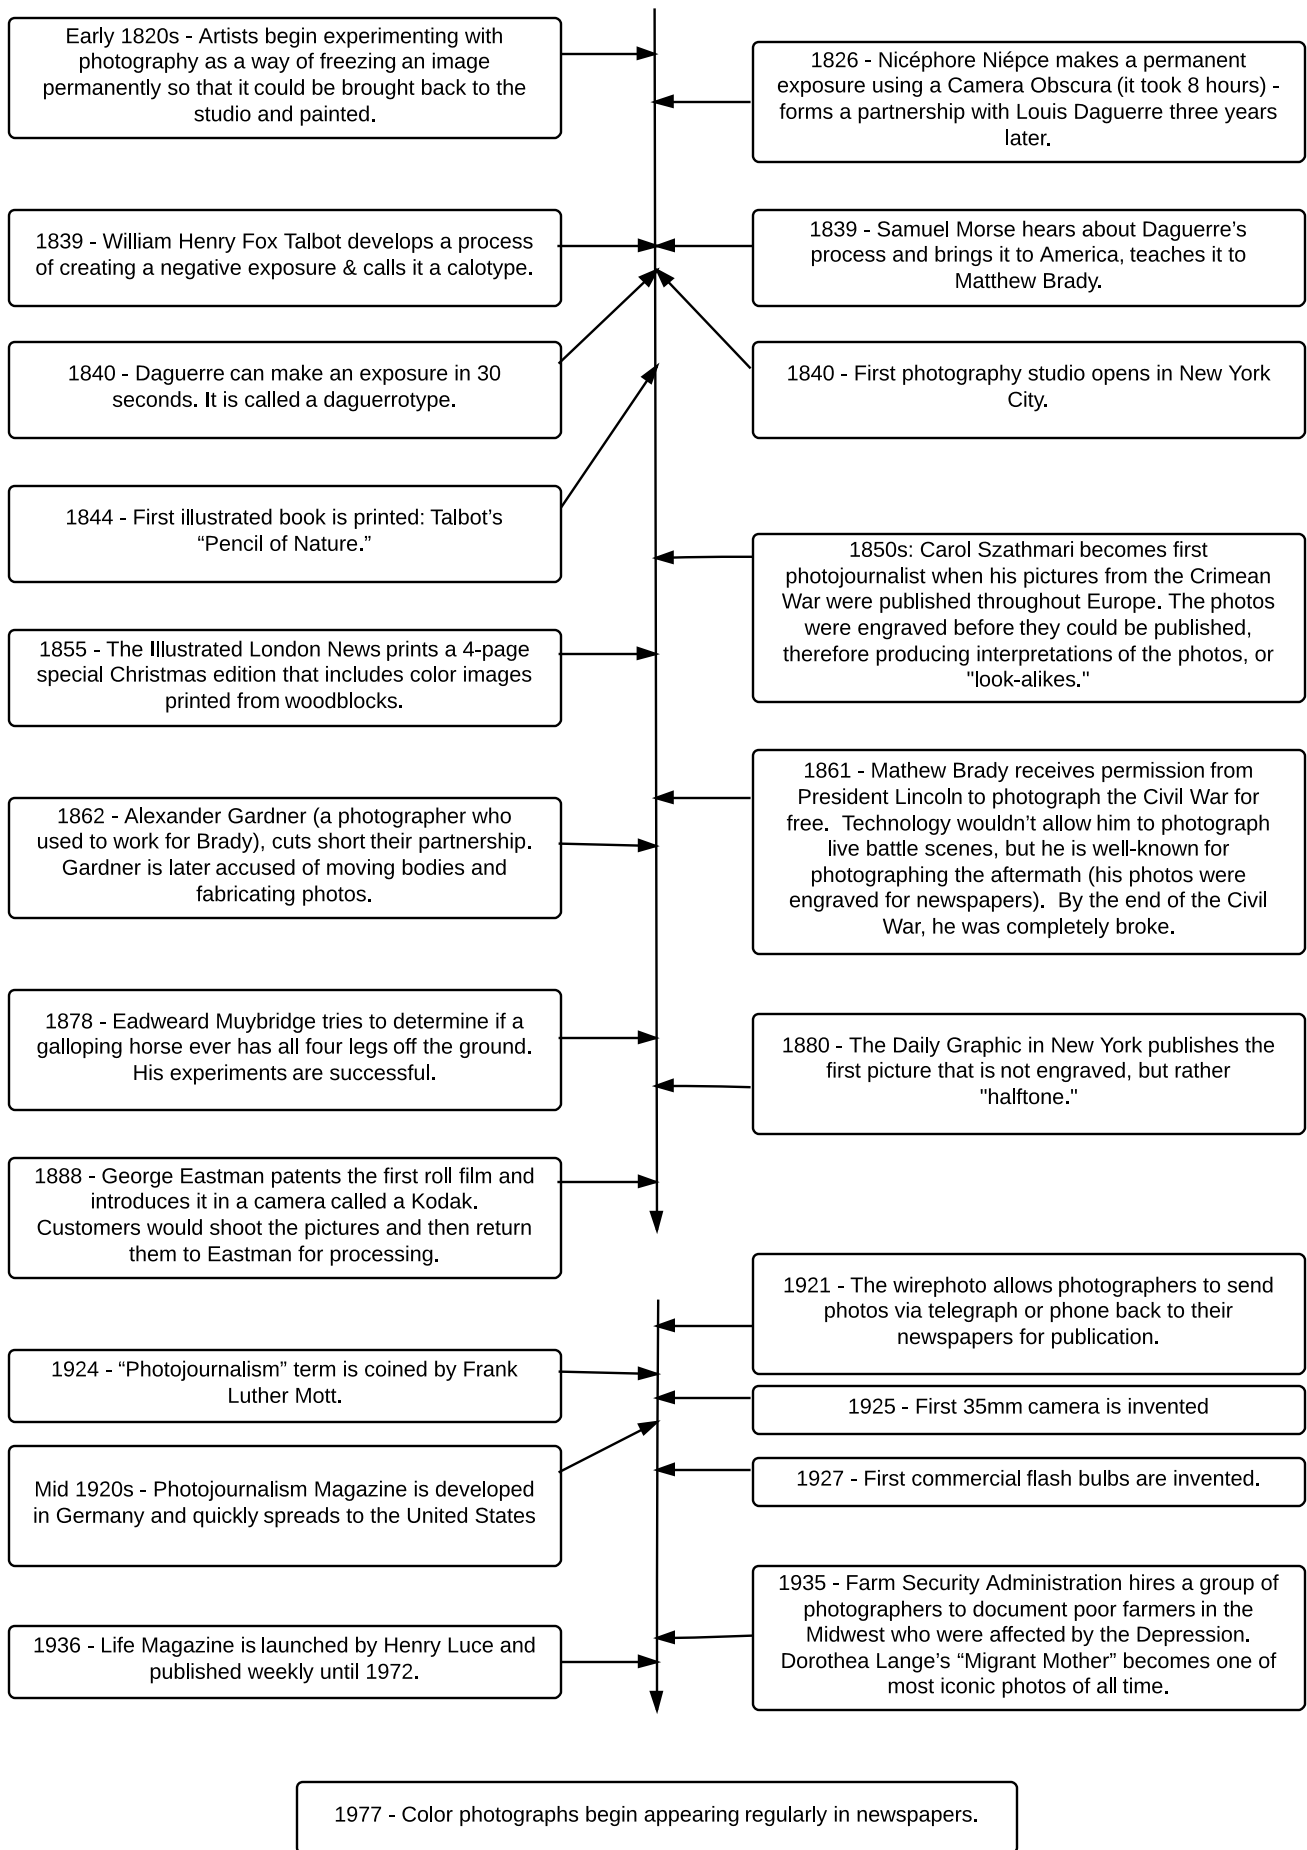 Early 1820s - Artists begin experimenting with
photography as a way of freezing an image
permanently so that it could be brought back to the
studio and painted.
1826 - Nicéphore Niépce makes a permanent
exposure using a Camera Obscura (it took 8 hours) -
forms a partnership with Louis Daguerre three years
later.
1839 - William Henry Fox Talbot develops a process
of creating a negative exposure & calls it a calotype.
1839 - Samuel Morse hears about Daguerre’s
process and brings it to America, teaches it to
Matthew Brady.
1840 - Daguerre can make an exposure in 30
seconds. It is called a daguerrotype.
1840 - First photography studio opens in New York
City.
1844 - First illustrated book is printed: Talbot’s
“Pencil of Nature.”
1850s: Carol Szathmari becomes first
photojournalist when his pictures from the Crimean
War were published throughout Europe. The photos
were engraved before they could be published,
therefore producing interpretations of the photos, or
"look-alikes."
1855 - The Illustrated London News prints a 4-page
special Christmas edition that includes color images
printed from woodblocks.
1861 - Mathew Brady receives permission from
President Lincoln to photograph the Civil War for
free.  Technology wouldn’t allow him to photograph
live battle scenes, but he is well-known for
photographing the aftermath (his photos were
engraved for newspapers).  By the end of the Civil
War, he was completely broke.
1862 - Alexander Gardner (a photographer who
used to work for Brady), cuts short their partnership.
Gardner is later accused of moving bodies and
fabricating photos.
1878 - Eadweard Muybridge tries to determine if a
galloping horse ever has all four legs off the ground.
His experiments are successful.
1880 - The Daily Graphic in New York publishes the
first picture that is not engraved, but rather
"halftone."
1888 - George Eastman patents the first roll film and
introduces it in a camera called a Kodak.
Customers would shoot the pictures and then return
them to Eastman for processing.
1921 - The wirephoto allows photographers to send
photos via telegraph or phone back to their
newspapers for publication.
1924 - “Photojournalism” term is coined by Frank
Luther Mott.
1925 - First 35mm camera is invented
Mid 1920s - Photojournalism Magazine is developed
in Germany and quickly spreads to the United States
1927 - First commercial flash bulbs are invented.
1935 - Farm Security Administration hires a group of
photographers to document poor farmers in the
Midwest who were affected by the Depression.
Dorothea Lange’s “Migrant Mother” becomes one of
most iconic photos of all time.
1936 - Life Magazine is launched by Henry Luce and
published weekly until 1972.
1977 - Color photographs begin appearing regularly in newspapers.